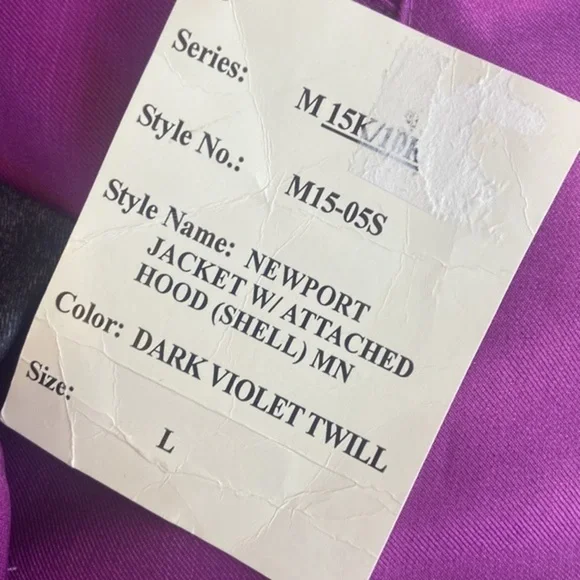 Series: M 15K/10K
Style No.: M15-05S
Style Name: NEWPORT
JACKET W/ ATTACHED
HOOD (SHELL) MN
Color: DARK VIOLET TWILL
Size: L